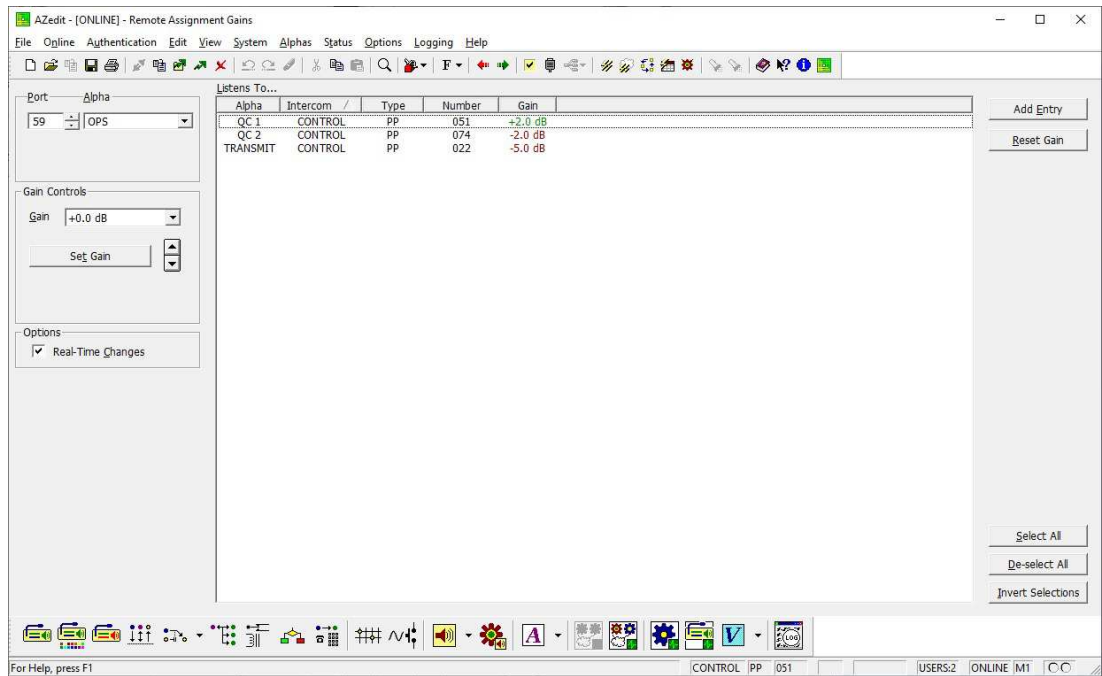 AZedit - [ONLINE] - Remote Assignment Gains
File Online Authentication Edit View System Alphas Status Options Logging Help
F
Port Alpha
59 OPS
Listens To...
Alpha Intercom / Type Number Gain
QC 1 CONTROL PP 051 +2.0 dB
QC 2 CONTROL PP 074 -2.0 dB
TRANSMIT CONTROL PP 022 -5.0 dB
Add Entry
Reset Gain
Gain Controls
Gain +0.0 dB
Set Gain
Options
Real-Time Changes
Select All
De-select All
Invert Selections
A V LOG
For Help, press F1
CONTROL PP 051 USERS:2 ONLINE M1